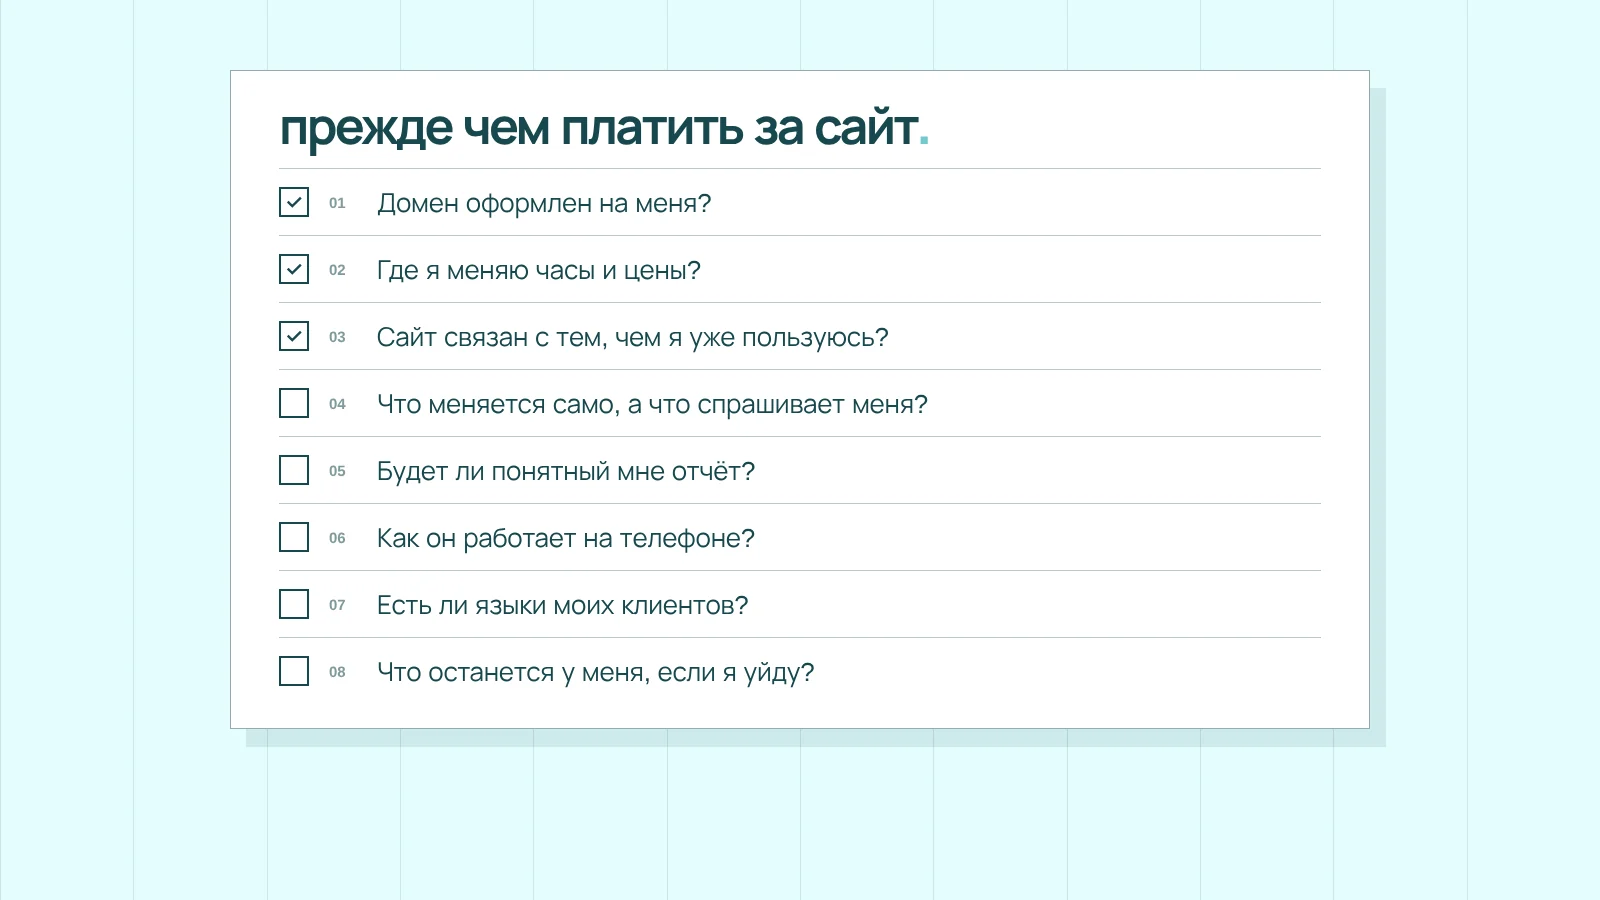 прежде чем платить за сайт.
01 Домен оформлен на меня?
02 Где я меняю часы и цены?
03 Сайт связан с тем, чем я уже пользуюсь?
04 Что меняется само, а что спрашивает меня?
05 Будет ли понятный мне отчёт?
06 Как он работает на телефоне?
07 Есть ли языки моих клиентов?
08 Что останется у меня, если я уйду?